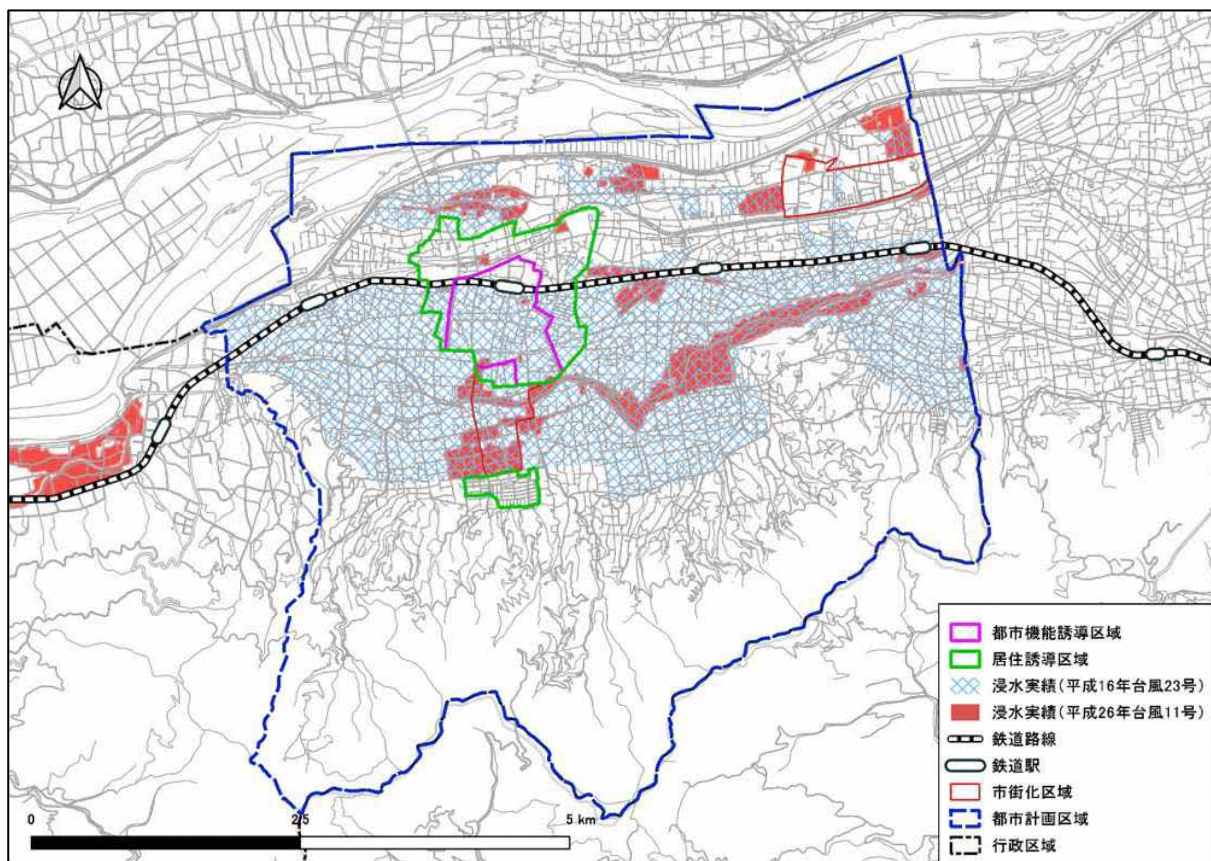 都市機能誘導区域
居住誘導区域
浸水実績(平成16年台風23号)
浸水実績(平成26年台風11号)
鉄道路線
鉄道駅
市街化区域
都市計画区域
行政区域
0 2.5 5 km